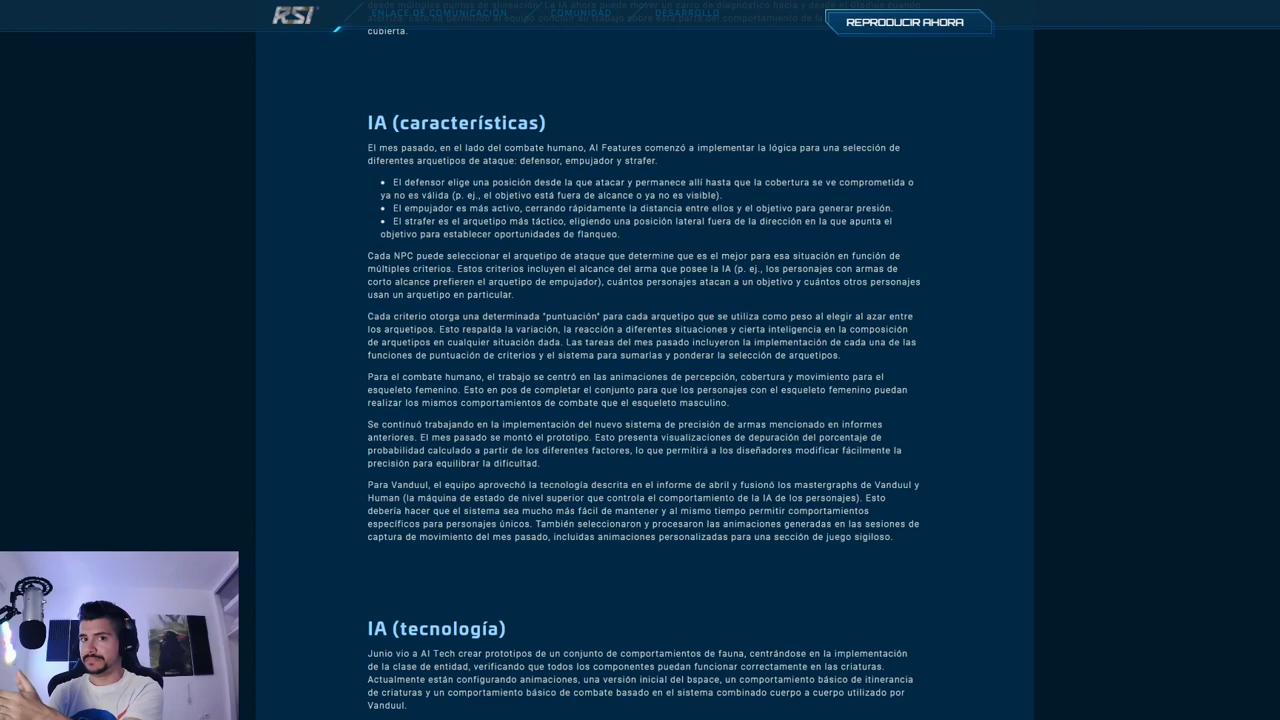 RSI
ENLACE DE COMUNICACIÓN
COMUNIDAD
DESARROLLO
REPRODUCIR AHORA
cubierta.
IA (características)
El mes pasado, en el lado del combate humano, AI Features comenzó a implementar la lógica para una selección de
diferentes arquetipos de ataque: defensor, empujador y strafer.
• El defensor elige una posición desde la que atacar y permanece allí hasta que la cobertura se ve comprometida o
ya no es válida (p. ej., el objetivo está fuera de alcance o ya no es visible).
• El empujador es más activo, cerrando rápidamente la distancia entre ellos y el objetivo para generar presión.
• El strafer es el arquetipo más táctico, eligiendo una posición lateral fuera de la dirección en la que apunta el
objetivo para establecer oportunidades de flanqueo.
Cada NPC puede seleccionar el arquetipo de ataque que determine que es el mejor para esa situación en función de
múltiples criterios. Estos criterios incluyen el alcance del arma que posee la IA (p. ej., los personajes con armas de
corto alcance prefieren el arquetipo de empujador), cuántos personajes atacan a un objetivo y cuántos otros personajes
usan un arquetipo en particular.
Cada criterio otorga una determinada "puntuación" para cada arquetipo que se utiliza como peso al elegir al azar entre
los arquetipos. Esto respalda la variación, la reacción a diferentes situaciones y cierta inteligencia en la composición
de arquetipos en cualquier situación dada. Las tareas del mes pasado incluyeron la implementación de cada una de las
funciones de puntuación de criterios y el sistema para sumarlas y ponderar la selección de arquetipos.
Para el combate humano, el trabajo se centró en las animaciones de percepción, cobertura y movimiento para el
esqueleto femenino. Esto en pos de completar el conjunto para que los personajes con el esqueleto femenino puedan
realizar los mismos comportamientos de combate que el esqueleto masculino.
Se continuó trabajando en la implementación del nuevo sistema de precisión de armas mencionado en informes
anteriores. El mes pasado se montó el prototipo. Esto presenta visualizaciones de depuración del porcentaje de
probabilidad calculado a partir de los diferentes factores, lo que permitirá a los diseñadores modificar fácilmente la
precisión para equilibrar la dificultad.
Para Vanduul, el equipo aprovechó la tecnología descrita en el informe de abril y fusionó los mastergraphs de Vanduul y
Human (la máquina de estado de nivel superior que controla el comportamiento de la IA de los personajes). Esto
debería hacer que el sistema sea mucho más fácil de mantener y al mismo tiempo permitir comportamientos
específicos para personajes únicos. También seleccionaron y procesaron las animaciones generadas en las sesiones de
captura de movimiento del mes pasado, incluidas animaciones personalizadas para una sección de juego sigiloso.
IA (tecnología)
Junio vio a AI Tech crear prototipos de un conjunto de comportamientos de fauna, centrándose en la implementación
de la clase de entidad, verificando que todos los componentes puedan funcionar correctamente en las criaturas.
Actualmente están configurando animaciones, una versión inicial del bspace, un comportamiento básico de itinerancia
de criaturas y un comportamiento básico de combate basado en el sistema combinado cuerpo a cuerpo utilizado por
Vanduul.